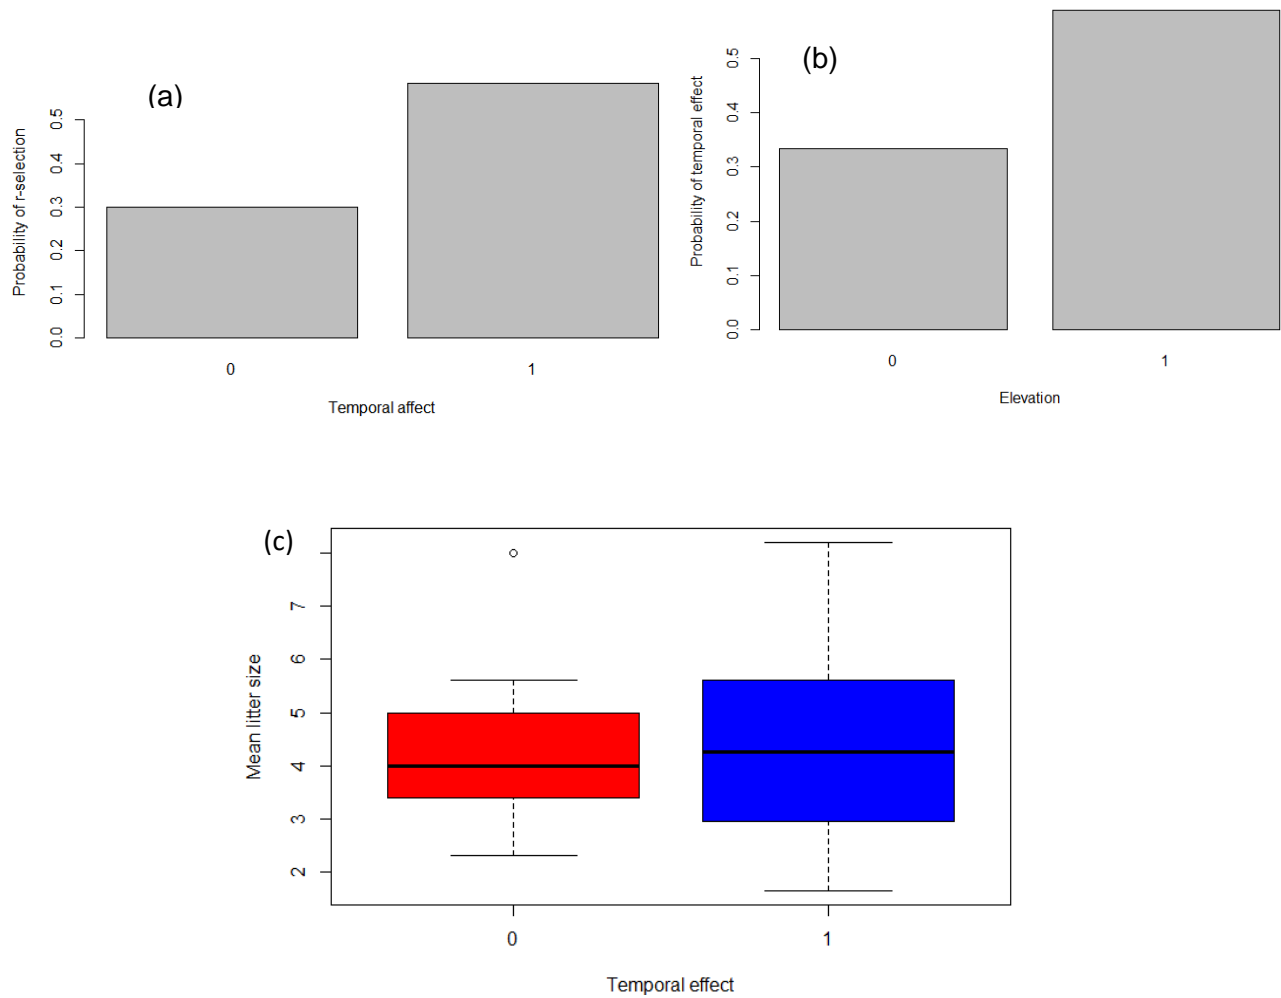 (a)
Probability of r-selection
0.5
0.4
0.3
0.2
0.1
0.0
0
1
Temporal affect
(b)
Probability of temporal effect
0.5
0.4
0.3
0.2
0.1
0.0
0
1
Elevation
(c)
Mean litter size
7
6
5
4
3
2
0
1
Temporal effect